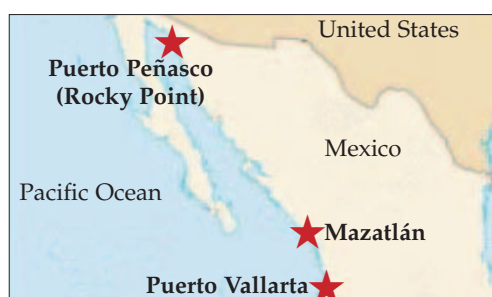 United States
Puerto Peñasco
(Rocky Point)
Mexico
Pacific Ocean
Mazatlán
Puerto Vallarta